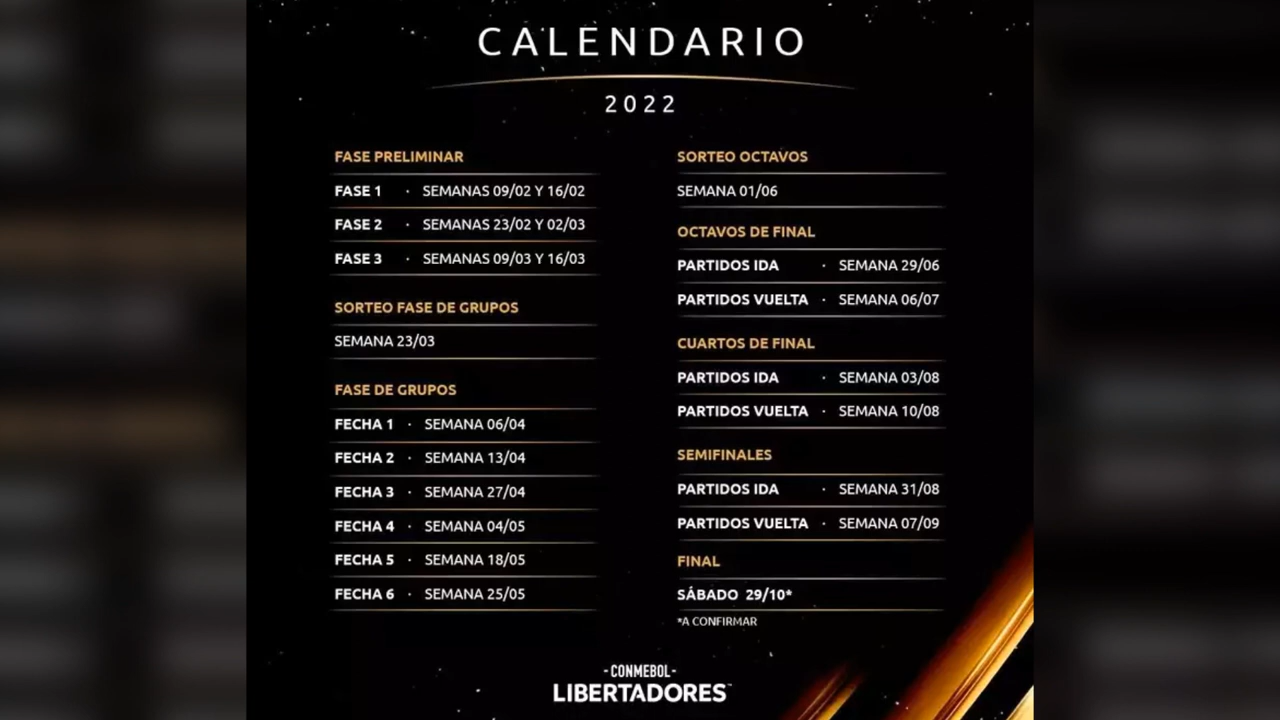 CALENDARIO
2022
FASE PRELIMINAR
FASE 1 · SEMANAS 09/02 Y 16/02
FASE 2 · SEMANAS 23/02 Y 02/03
FASE 3 · SEMANAS 09/03 Y 16/03
SORTEO FASE DE GRUPOS
SEMANA 23/03
FASE DE GRUPOS
FECHA 1 · SEMANA 06/04
FECHA 2 · SEMANA 13/04
FECHA 3 · SEMANA 27/04
FECHA 4 · SEMANA 04/05
FECHA 5 · SEMANA 18/05
FECHA 6 · SEMANA 25/05
SORTEO OCTAVOS
SEMANA 01/06
OCTAVOS DE FINAL
PARTIDOS IDA · SEMANA 29/06
PARTIDOS VUELTA · SEMANA 06/07
CUARTOS DE FINAL
PARTIDOS IDA · SEMANA 03/08
PARTIDOS VUELTA · SEMANA 10/08
SEMIFINALES
PARTIDOS IDA · SEMANA 31/08
PARTIDOS VUELTA · SEMANA 07/09
FINAL
SÁBADO 29/10*
*A CONFIRMAR
-CONMEBOL-
LIBERTADORES™